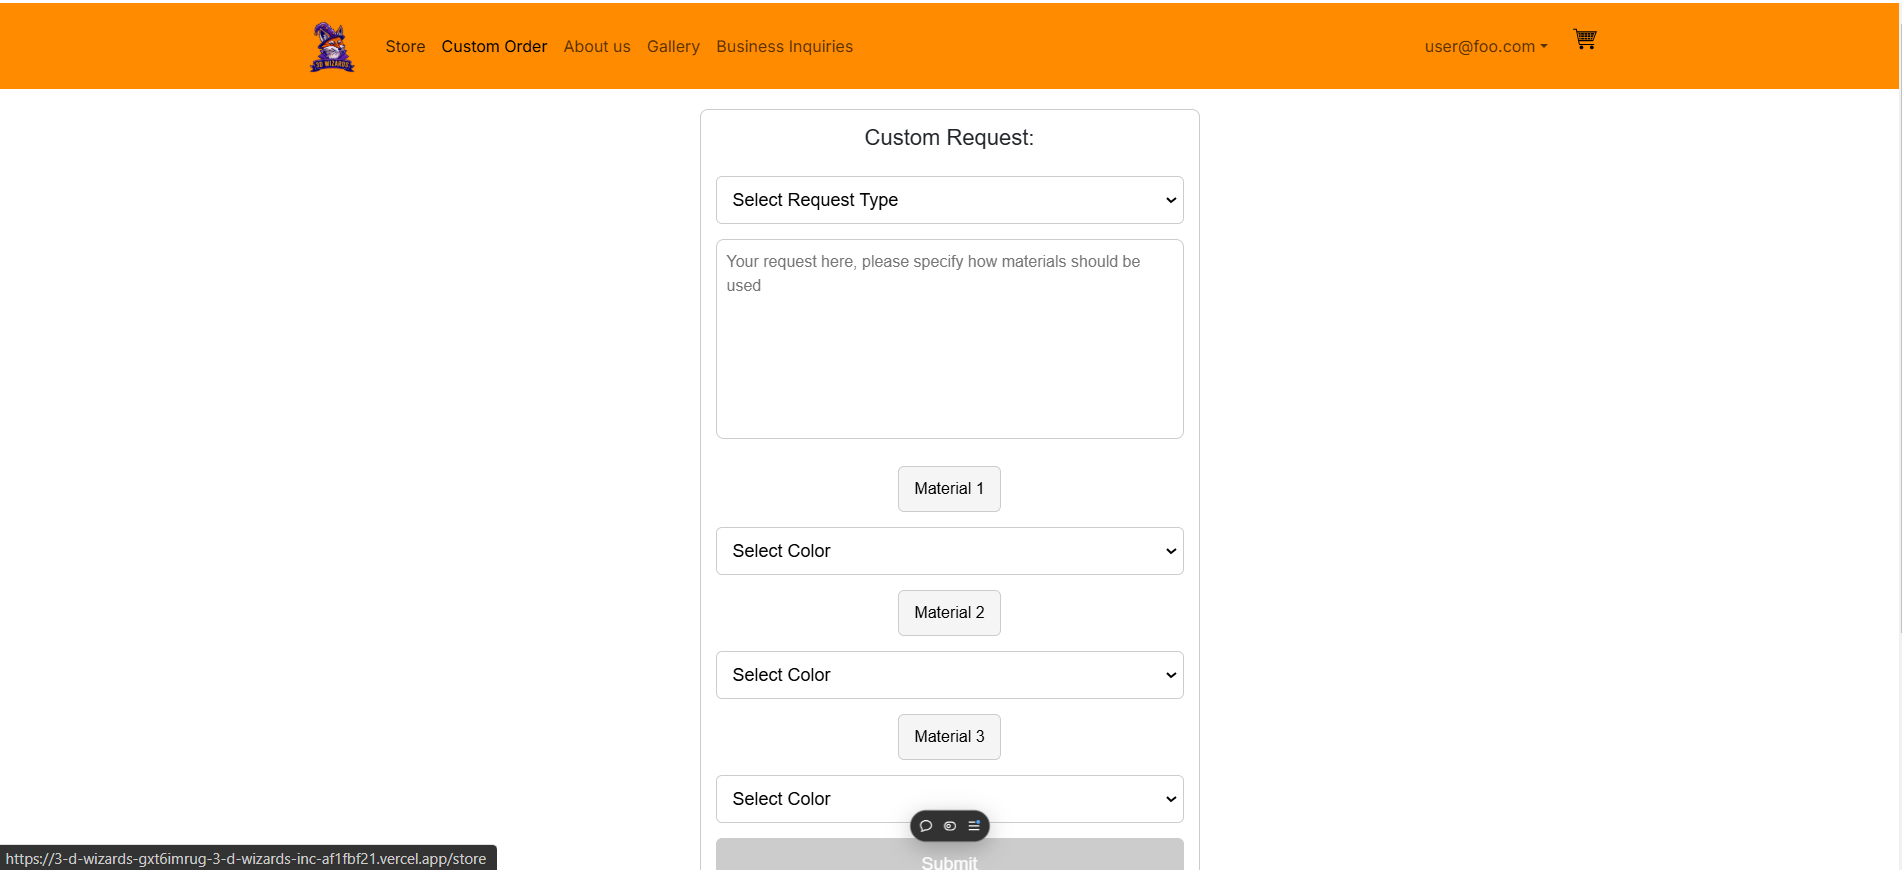 3D WIZARDS
Store Custom Order About us Gallery Business Inquiries user@foo.com
Custom Request:
Select Request Type
Your request here, please specify how materials should be
used
Material 1
Select Color
Material 2
Select Color
Material 3
Select Color
Submit
https://3-d-wizards-gxt6imrug-3-d-wizards-inc-af1fbf21.vercel.app/store